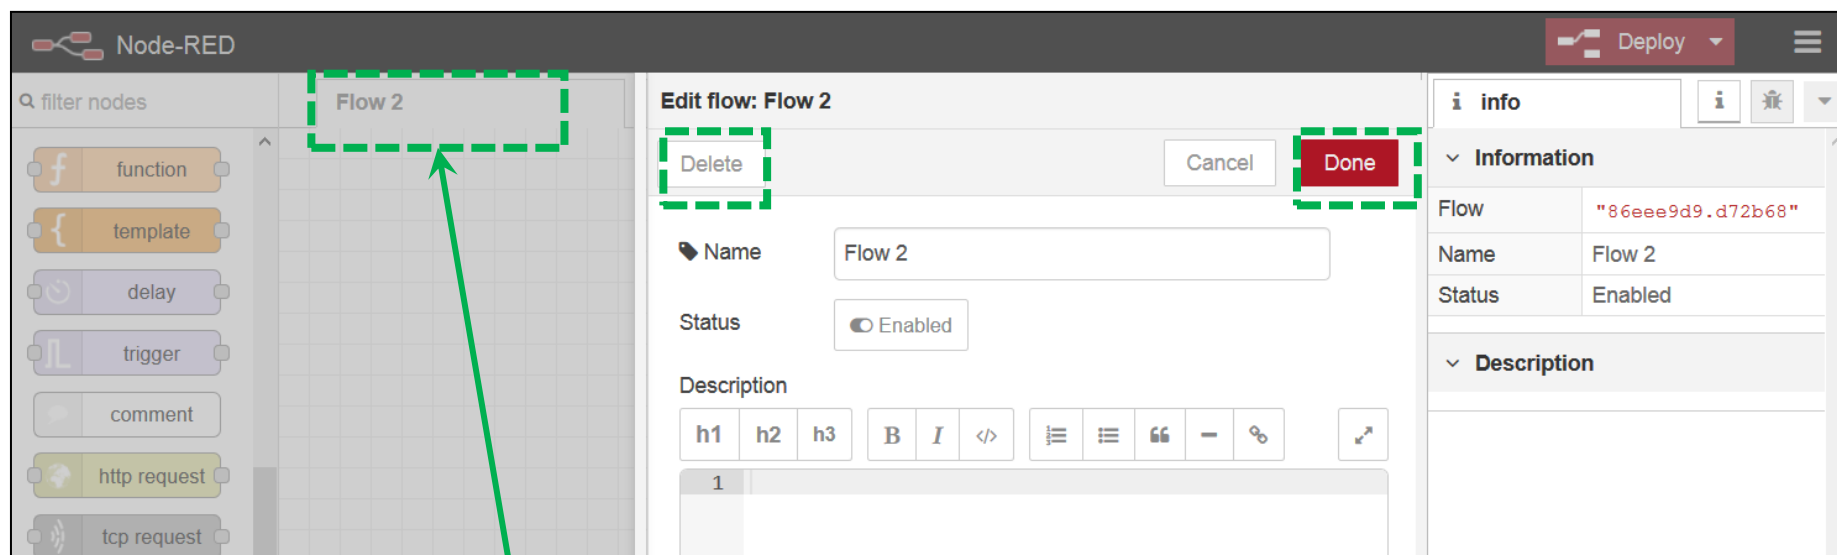 Node-RED
Deploy
filter nodes
Flow 2
Edit flow: Flow 2
info
i
Delete
Cancel
Done
Information
function
Flow
"86eee9d9.d72b68"
template
Name
Flow 2
Name
Flow 2
delay
Status
Enabled
Status
Enabled
trigger
Description
Description
comment
h1 h2 h3 B I </>
http request
1
tcp request